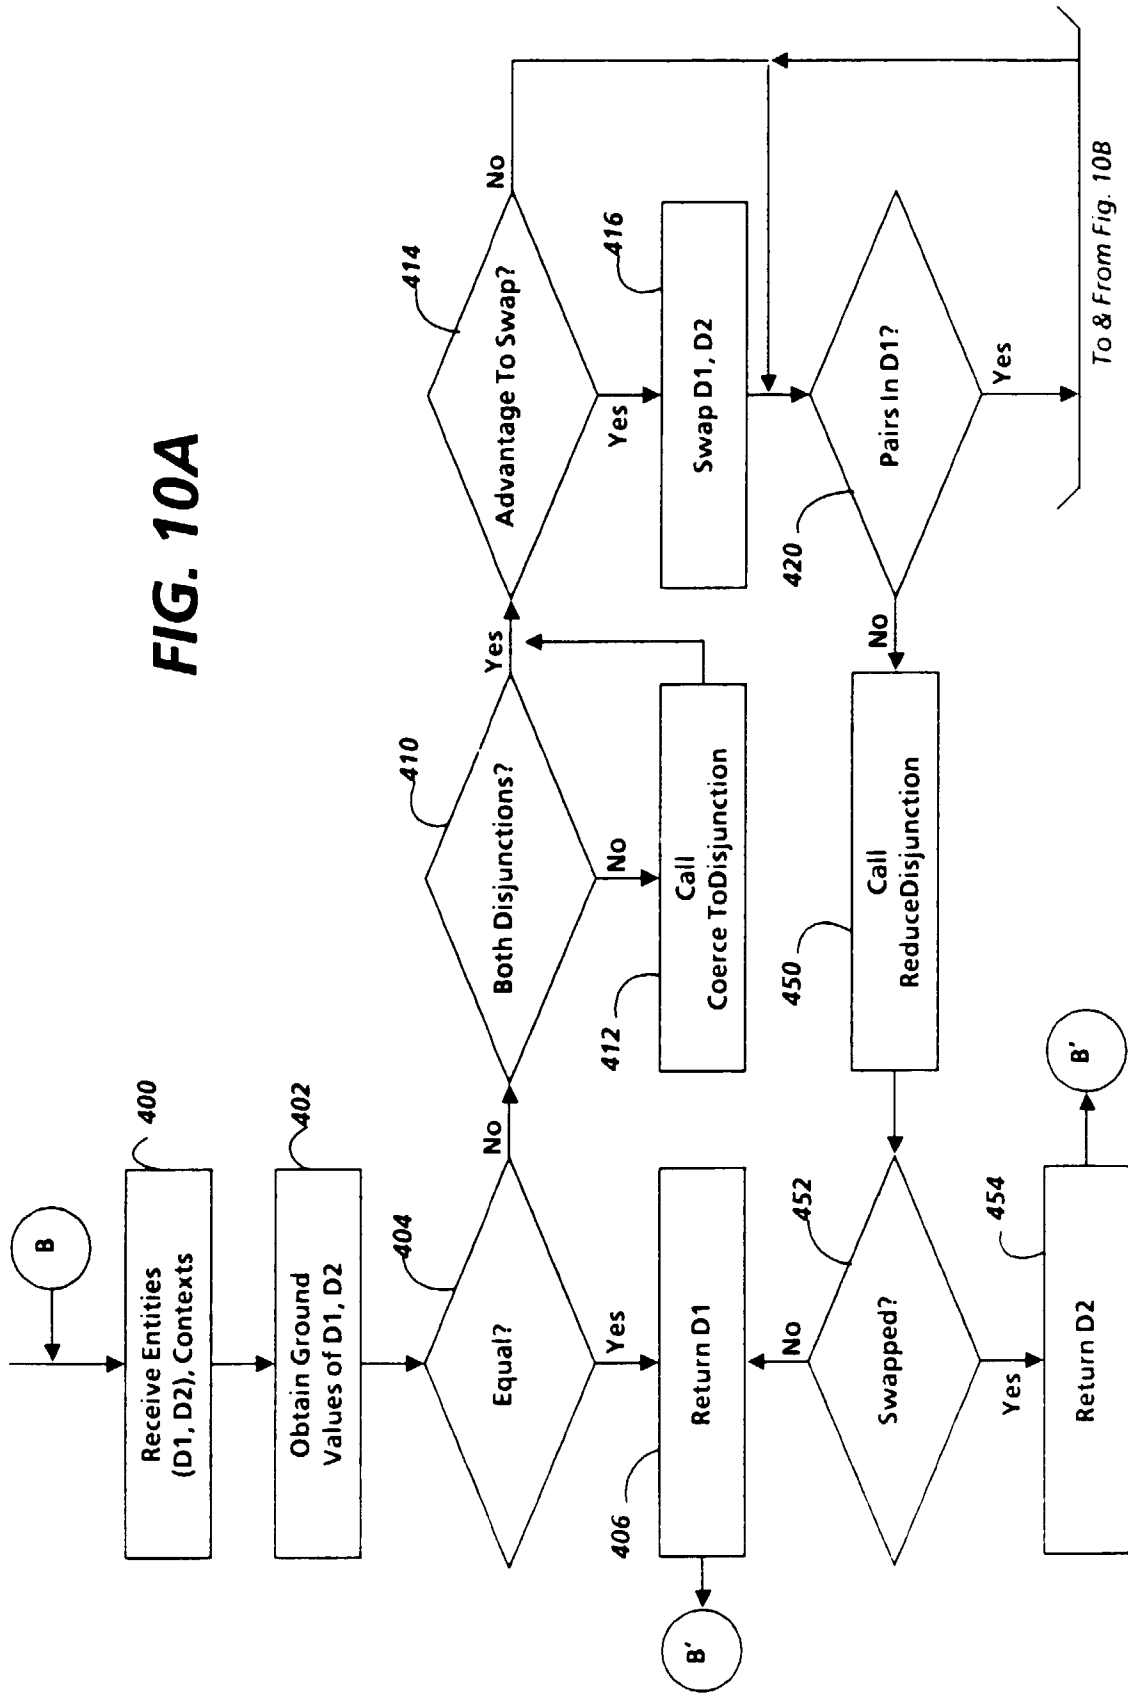 FIG. 10A
B
Receive Entities
(D1, D2), Contexts
400
Obtain Ground
Values of D1, D2
402
Equal?
404
No
Yes
Return D1
406
B'
Both Disjunctions?
410
Yes
No
Call
Coerce ToDisjunction
412
Advantage To Swap?
414
No
Yes
Swap D1, D2
416
Pairs In D1?
420
No
Yes
To & From Fig. 10B
Call
ReduceDisjunction
450
Swapped?
452
No
Yes
Return D2
454
B'